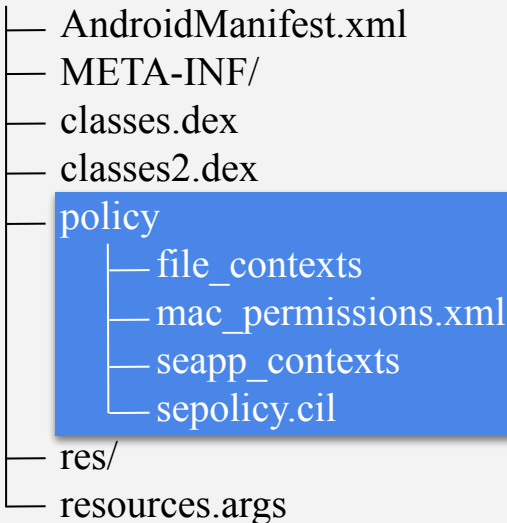 AndroidManifest.xml
META-INF/
classes.dex
classes2.dex
policy
file_contexts
mac_permissions.xml
seapp_contexts
sepolicy.cil
res/
resources.args